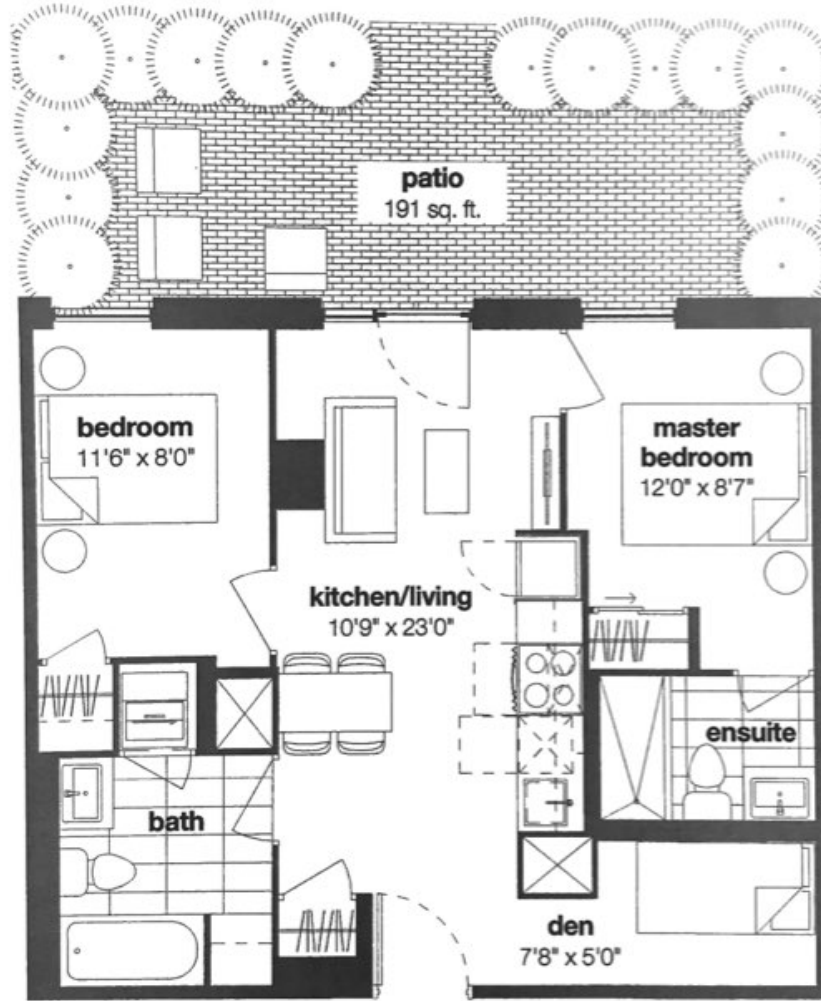 patio
191 sq. ft.
bedroom
11'6" x 8'0"
master
bedroom
12'0" x 8'7"
kitchen/living
10'9" x 23'0"
ensuite
bath
den
7'8" x 5'0"